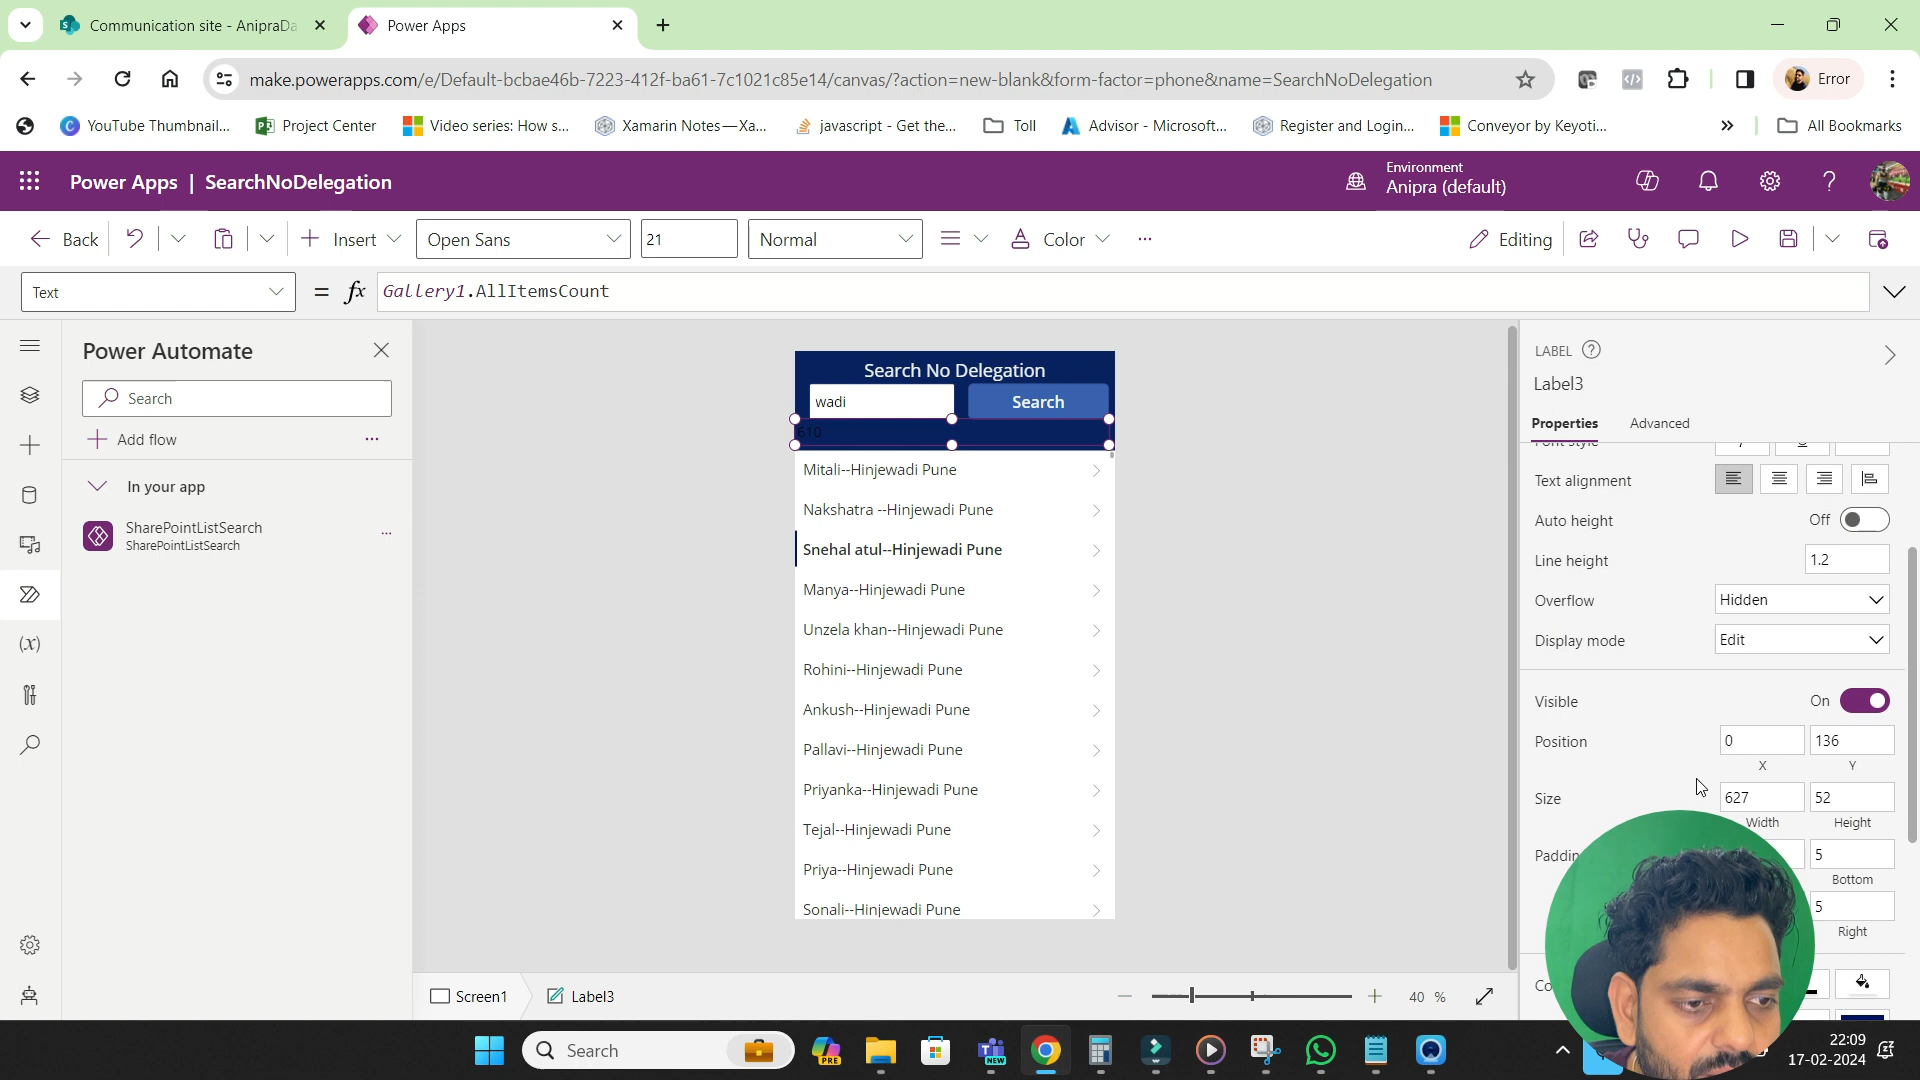 Communication site - AnipraDa
Power Apps
make.powerapps.com/e/Default-bcbae46b-7223-412f-ba61-7c1021c85e14/canvas/?action=new-blank&form-factor=phone&name=SearchNoDelegation
Error
YouTube Thumbnail...
Project Center
Video series: How s...
Xamarin Notes—Xa...
javascript - Get the...
Toll
Advisor - Microsoft...
Register and Login...
Conveyor by Keyoti...
All Bookmarks
Power Apps | SearchNoDelegation
Environment
Anipra (default)
Back
Insert
Open Sans
21
Normal
Color
...
Editing
Text
= fx Gallery1.AllItemsCount
Power Automate
Search
Add flow
In your app
SharePointListSearch
SharePointListSearch
Search No Delegation
wadi
Search
610
Mitali--Hinjewadi Pune
Nakshatra --Hinjewadi Pune
Snehal atul--Hinjewadi Pune
Manya--Hinjewadi Pune
Unzela khan--Hinjewadi Pune
Rohini--Hinjewadi Pune
Ankush--Hinjewadi Pune
Pallavi--Hinjewadi Pune
Priyanka--Hinjewadi Pune
Tejal--Hinjewadi Pune
Priya--Hinjewadi Pune
Sonali--Hinjewadi Pune
LABEL
Label3
Properties
Advanced
Font style
Text alignment
Auto height
Off
Line height
1.2
Overflow
Hidden
Display mode
Edit
Visible
On
Position
0
136
X
Y
Size
627
52
Width
Height
5
Bottom
5
Right
Screen1
Label3
40 %
Search
PRE
NEW
22:09
17-02-2024